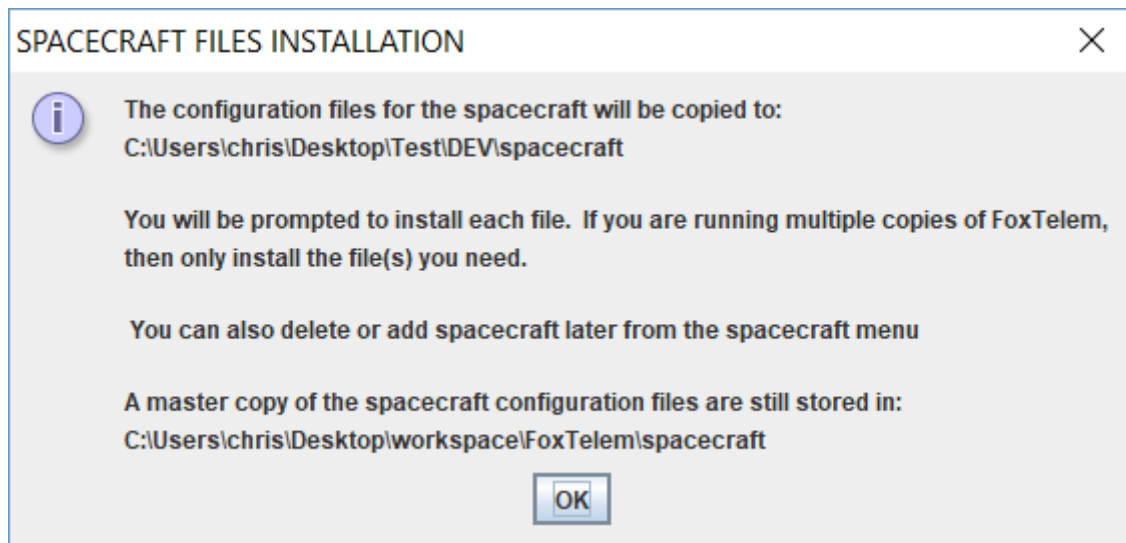 SPACECRAFT FILES INSTALLATION
The configuration files for the spacecraft will be copied to:
C:\Users\chris\Desktop\Test\DEV\spacecraft
You will be prompted to install each file.  If you are running multiple copies of FoxTelem,
then only install the file(s) you need.
You can also delete or add spacecraft later from the spacecraft menu
A master copy of the spacecraft configuration files are still stored in:
C:\Users\chris\Desktop\workspace\FoxTelem\spacecraft
OK